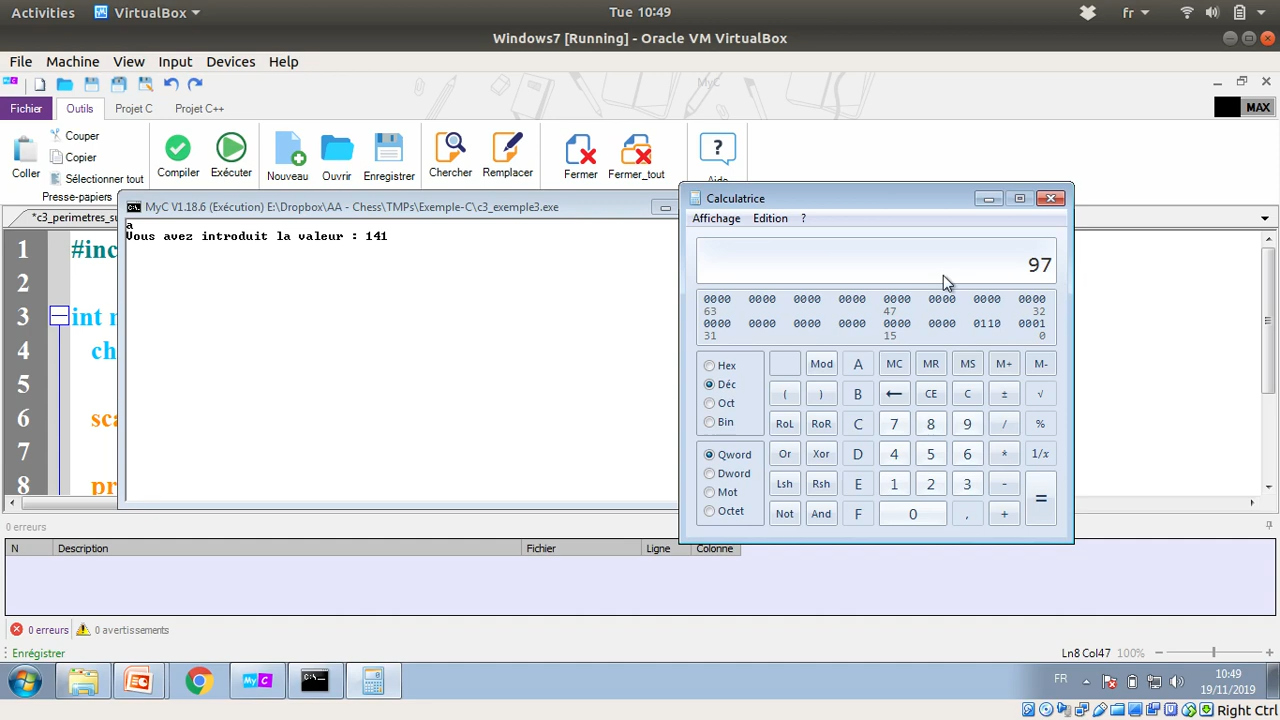 Activities VirtualBox Tue 10:49 fr
Windows7 [Running] - Oracle VM VirtualBox
File Machine View Input Devices Help
MyC
Fichier Outils Projet C Projet C++ MAX
Coller
Couper
Copier
Sélectionner tout
Presse-papiers
Compiler
Exécuter
Nouveau
Ouvrir
Enregistrer
Chercher
Remplacer
Fermer
Fermer_tout
Aide
*c3_perimetres_su
MyC V1.18.6 (Exécution) E:\Dropbox\AA - Chess\TMPs\Exemple-C\c3_exemple3.exe
a
Vous avez introduit la valeur : 141
1 #inc
2
3 int
4 ch
5
6 sca
7
8 pr
Calculatrice
Affichage Edition ?
97
0000 0000 0000 0000 0000 0000 0000 0000
63 47 32
0000 0000 0000 0000 0000 0000 0110 0001
31 15 0
Hex Mod A MC MR MS M+ M-
Déc ( ) B ← CE C ± √
Oct
Bin RoL RoR C 7 8 9 / %
Qword Or Xor D 4 5 6 * 1/x
Dword
Mot Lsh Rsh E 1 2 3 - =
Octet Not And F 0 , +
0 erreurs
N Description Fichier Ligne Colonne
0 erreurs 0 avertissements
Enrégistrer Ln8 Col47 100%
MyC C:\ FR 10:49
19/11/2019
Right Ctrl